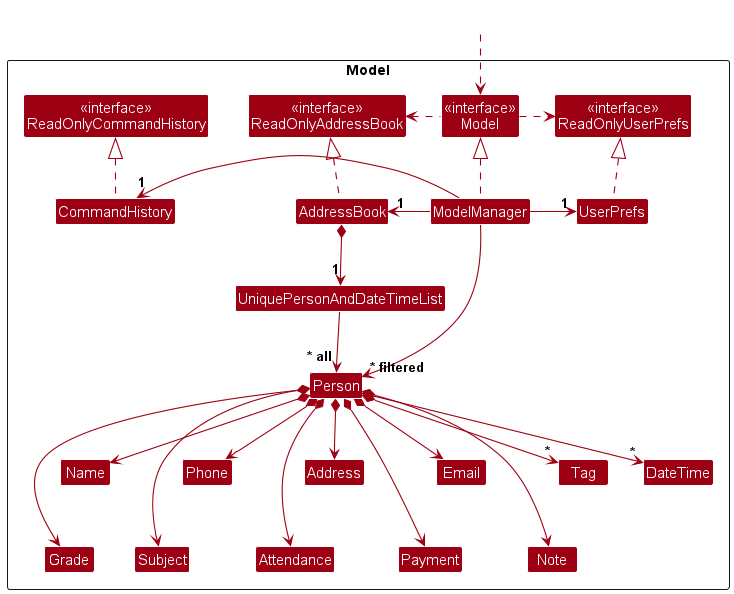 Model
«interface»
ReadOnlyCommandHistory
«interface»
ReadOnlyAddressBook
«interface»
Model
«interface»
ReadOnlyUserPrefs
1
1
1
CommandHistory
AddressBook
ModelManager
UserPrefs
1
UniquePersonAndDateTimeList
* all
* filtered
Person
*
*
Name
Phone
Address
Email
Tag
DateTime
Grade
Subject
Attendance
Payment
Note